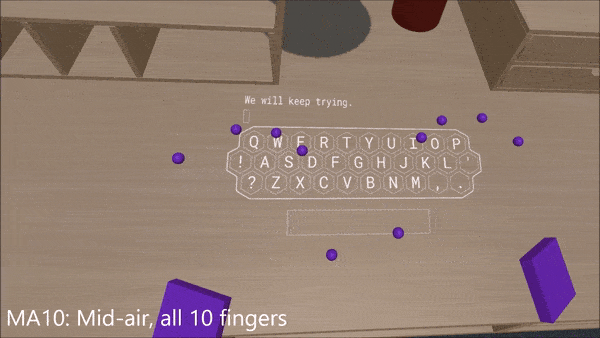 We will keep trying.
Q W E R T Y U I O P
! A S D F G H J K L '
? Z X C V B N M , .
MA10: Mid-air, all 10 fingers